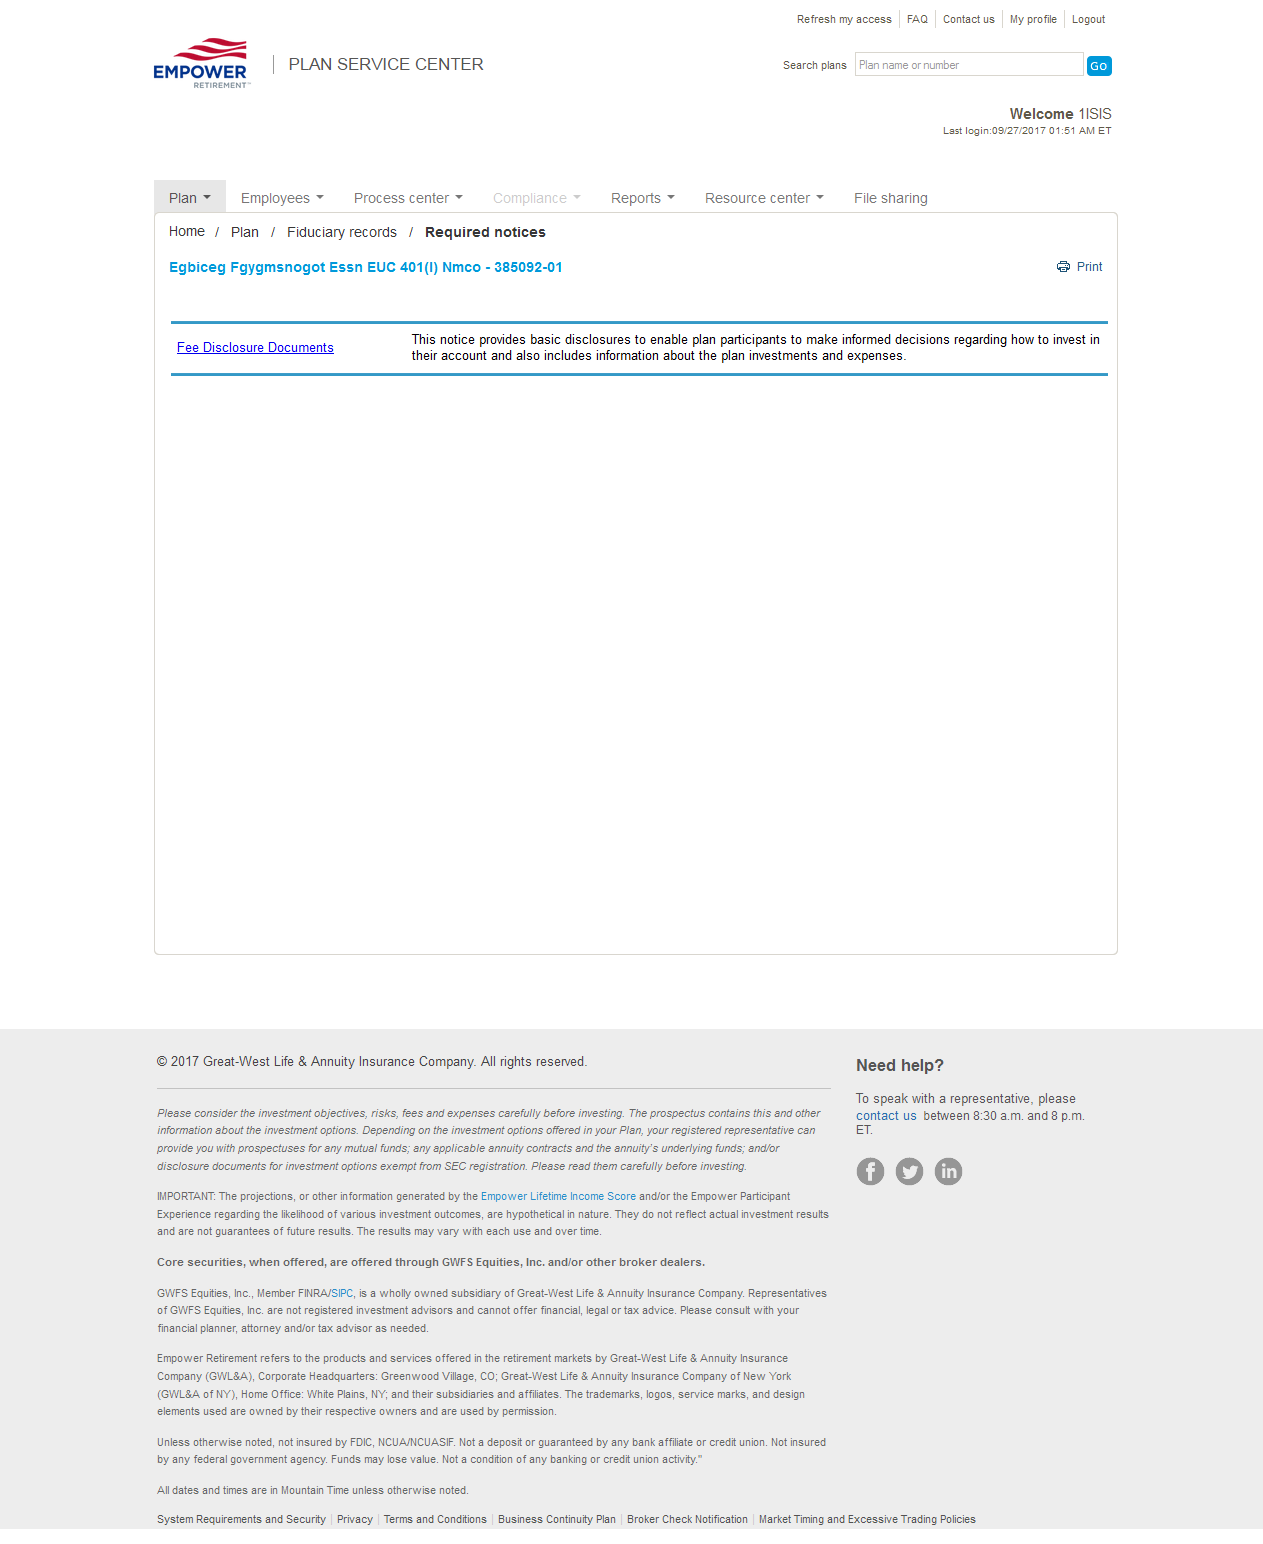 Refresh my access FAQ Contact us My profile Logout
EMPOWER
RETIREMENT™
PLAN SERVICE CENTER
Search plans Plan name or number Go
Welcome 1ISIS
Last login:09/27/2017 01:51 AM ET
Plan Employees Process center Compliance Reports Resource center File sharing
Home / Plan / Fiduciary records / Required notices
Egbiceg Fgygmsnogot Essn EUC 401(I) Nmco - 385092-01
Print
Fee Disclosure Documents
This notice provides basic disclosures to enable plan participants to make informed decisions regarding how to invest in
their account and also includes information about the plan investments and expenses.
© 2017 Great-West Life & Annuity Insurance Company. All rights reserved.
Please consider the investment objectives, risks, fees and expenses carefully before investing. The prospectus contains this and other
information about the investment options. Depending on the investment options offered in your Plan, your registered representative can
provide you with prospectuses for any mutual funds; any applicable annuity contracts and the annuity's underlying funds; and/or
disclosure documents for investment options exempt from SEC registration. Please read them carefully before investing.
IMPORTANT: The projections, or other information generated by the Empower Lifetime Income Score and/or the Empower Participant
Experience regarding the likelihood of various investment outcomes, are hypothetical in nature. They do not reflect actual investment results
and are not guarantees of future results. The results may vary with each use and over time.
Core securities, when offered, are offered through GWFS Equities, Inc. and/or other broker dealers.
GWFS Equities, Inc., Member FINRA/SIPC, is a wholly owned subsidiary of Great-West Life & Annuity Insurance Company. Representatives
of GWFS Equities, Inc. are not registered investment advisors and cannot offer financial, legal or tax advice. Please consult with your
financial planner, attorney and/or tax advisor as needed.
Empower Retirement refers to the products and services offered in the retirement markets by Great-West Life & Annuity Insurance
Company (GWL&A), Corporate Headquarters: Greenwood Village, CO; Great-West Life & Annuity Insurance Company of New York
(GWL&A of NY), Home Office: White Plains, NY; and their subsidiaries and affiliates. The trademarks, logos, service marks, and design
elements used are owned by their respective owners and are used by permission.
Unless otherwise noted, not insured by FDIC, NCUA/NCUASIF. Not a deposit or guaranteed by any bank affiliate or credit union. Not insured
by any federal government agency. Funds may lose value. Not a condition of any banking or credit union activity."
All dates and times are in Mountain Time unless otherwise noted.
System Requirements and Security Privacy Terms and Conditions Business Continuity Plan Broker Check Notification Market Timing and Excessive Trading Policies
Need help?
To speak with a representative, please
contact us between 8:30 a.m. and 8 p.m.
ET.